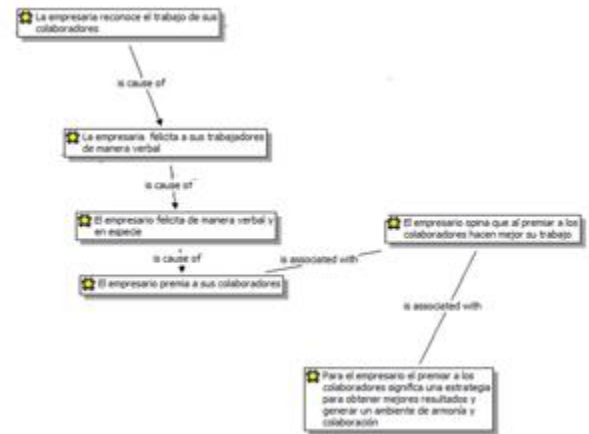 La empresaria reconoce el trabajo de sus
colaboradores
is cause of
La empresaria felicita a sus trabajadores
de manera verbal
is cause of
El empresario felicita de manera verbal y
en especie
El empresario opina que al premiar a los
colaboradores hacen mejor su trabajo
is cause of
is associated with
El empresario premia a sus colaboradores
is associated with
Para el empresario el premiar a los
colaboradores significa una estrategia
para obtener mejores resultados y
generar un ambiente de armonía y
colaboración